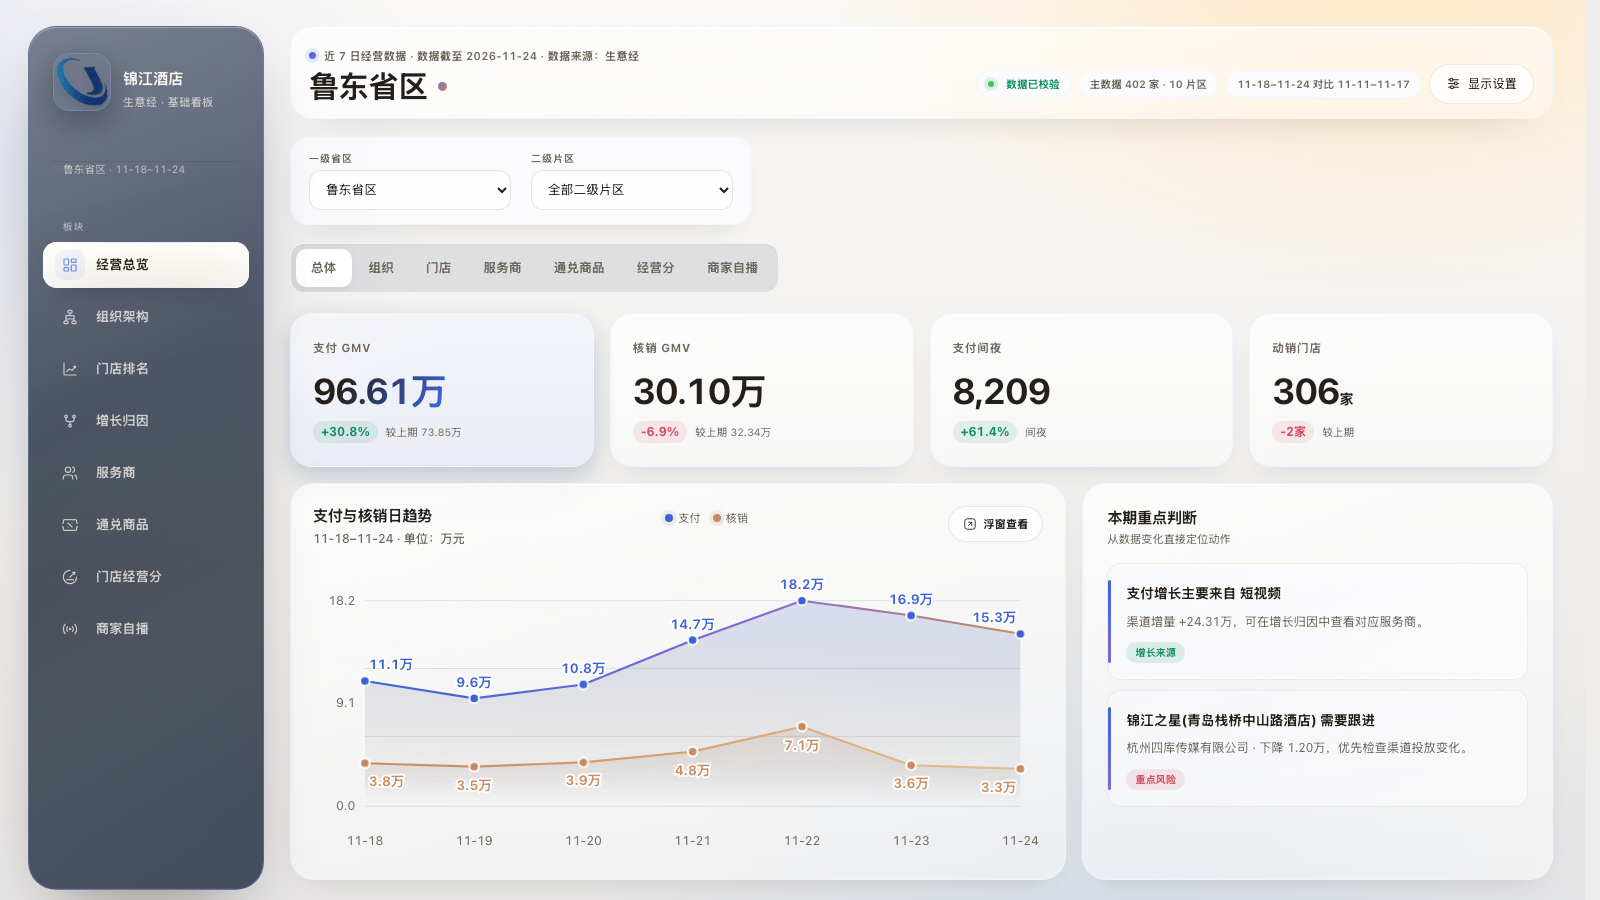 锦江酒店
生意经 · 基础看板
鲁东省区 · 11-18–11-24
板块
经营总览
组织架构
门店排名
增长归因
服务商
通兑商品
门店经营分
商家自播
近 7 日经营数据 · 数据截至 2026-11-24 · 数据来源：生意经
鲁东省区
数据已校验
主数据 402 家 · 10 片区
11-18–11-24 对比 11-11–11-17
显示设置
一级省区
二级片区
鲁东省区
全部二级片区
总体
组织
门店
服务商
通兑商品
经营分
商家自播
支付 GMV
96.61万
+30.8%
较上期 73.85万
核销 GMV
30.10万
-6.9%
较上期 32.34万
支付间夜
8,209
+61.4%
间夜
动销门店
306家
-2家
较上期
支付与核销日趋势
11-18–11-24 · 单位：万元
支付
核销
浮窗查看
18.2
9.1
0.0
11.1万
9.6万
10.8万
14.7万
18.2万
16.9万
15.3万
3.8万
3.5万
3.9万
4.8万
7.1万
3.6万
3.3万
11-18
11-19
11-20
11-21
11-22
11-23
11-24
本期重点判断
从数据变化直接定位动作
支付增长主要来自 短视频
渠道增量 +24.31万，可在增长归因中查看对应服务商。
增长来源
锦江之星(青岛栈桥中山路酒店) 需要跟进
杭州四库传媒有限公司 · 下降 1.20万，优先检查渠道投放变化。
重点风险